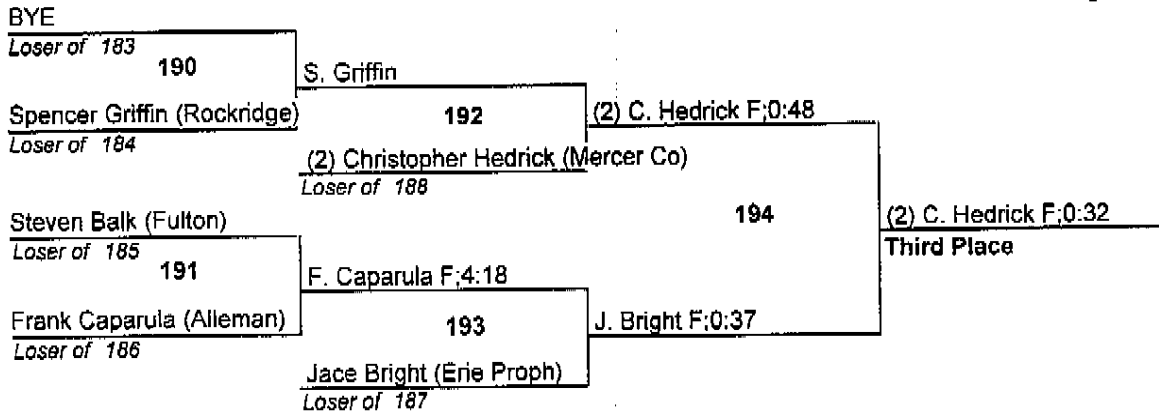 BYE
Loser of 183
190
S. Griffin
Spencer Griffin (Rockridge)
Loser of 184
192
(2) C. Hedrick F;0:48
(2) Christopher Hedrick (Mercer Co)
Loser of 188
Steven Balk (Fulton)
Loser of 185
191
194
(2) C. Hedrick F;0:32
Third Place
F. Caparula F;4:18
Frank Caparula (Alleman)
Loser of 186
193
J. Bright F;0:37
Jace Bright (Erie Proph)
Loser of 187